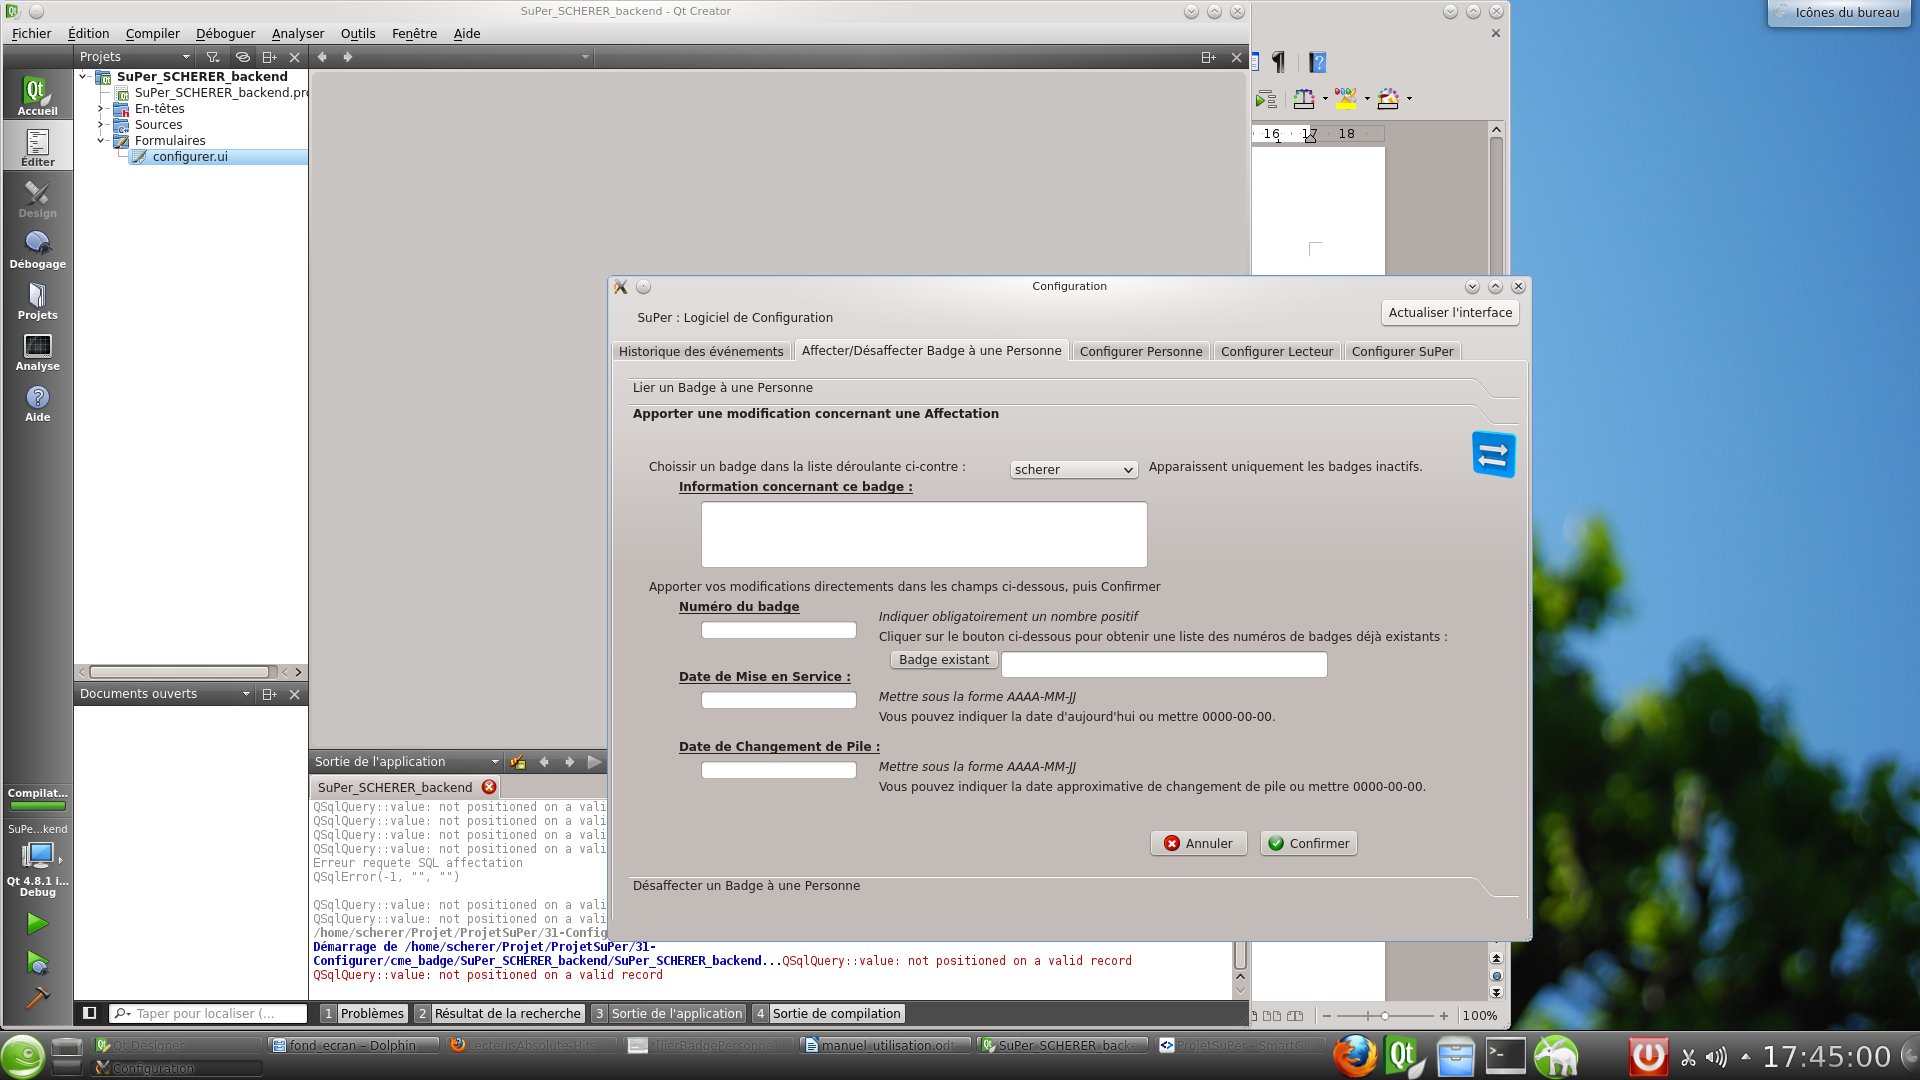 SuPer_SCHERER_backend - Qt Creator
Icônes du bureau
Fichier Édition Compiler Déboguer Analyser Outils Fenêtre Aide
Projets
SuPer_SCHERER_backend
SuPer_SCHERER_backend.pro
En-têtes
Sources
Formulaires
configurer.ui
Accueil
Éditer
Design
Débogage
Projets
Analyse
Aide
16 17 18
Configuration
SuPer : Logiciel de Configuration
Actualiser l'interface
Historique des événements
Affecter/Désaffecter Badge à une Personne
Configurer Personne
Configurer Lecteur
Configurer SuPer
Lier un Badge à une Personne
Apporter une modification concernant une Affectation
Choissir un badge dans la liste déroulante ci-contre :
scherer
Apparaissent uniquement les badges inactifs.
Information concernant ce badge :
Apporter vos modifications directements dans les champs ci-dessous, puis Confirmer
Numéro du badge
Indiquer obligatoirement un nombre positif
Cliquer sur le bouton ci-dessous pour obtenir une liste des numéros de badges déjà existants :
Badge existant
Date de Mise en Service :
Mettre sous la forme AAAA-MM-JJ
Vous pouvez indiquer la date d'aujourd'hui ou mettre 0000-00-00.
Date de Changement de Pile :
Mettre sous la forme AAAA-MM-JJ
Vous pouvez indiquer la date approximative de changement de pile ou mettre 0000-00-00.
Annuler
Confirmer
Désaffecter un Badge à une Personne
Documents ouverts
Sortie de l'application
SuPer_SCHERER_backend
QSqlQuery::value: not positioned on a vali
QSqlQuery::value: not positioned on a vali
QSqlQuery::value: not positioned on a vali
QSqlQuery::value: not positioned on a vali
Erreur requete SQL affectation
QSqlError(-1, "", "")
QSqlQuery::value: not positioned on a vali
QSqlQuery::value: not positioned on a vali
/home/scherer/Projet/ProjetSuPer/31-Config
Démarrage de /home/scherer/Projet/ProjetSuPer/31-
Configurer/cme_badge/SuPer_SCHERER_backend/SuPer_SCHERER_backend...QSqlQuery::value: not positioned on a valid record
QSqlQuery::value: not positioned on a valid record
Compilat...
SuPe...kend
Qt 4.8.1 i...
Debug
Taper pour localiser (...
1 Problèmes
2 Résultat de la recherche
3 Sortie de l'application
4 Sortie de compilation
100%
Qt Designer
fond_ecran – Dolphin
Lecteur-Absolute-Hits
[lierBadgePersonne
manuel_utilisation.odt
SuPer_SCHERER_backe
ProjetSuPer - SmartGi
Configuration
17:45:00